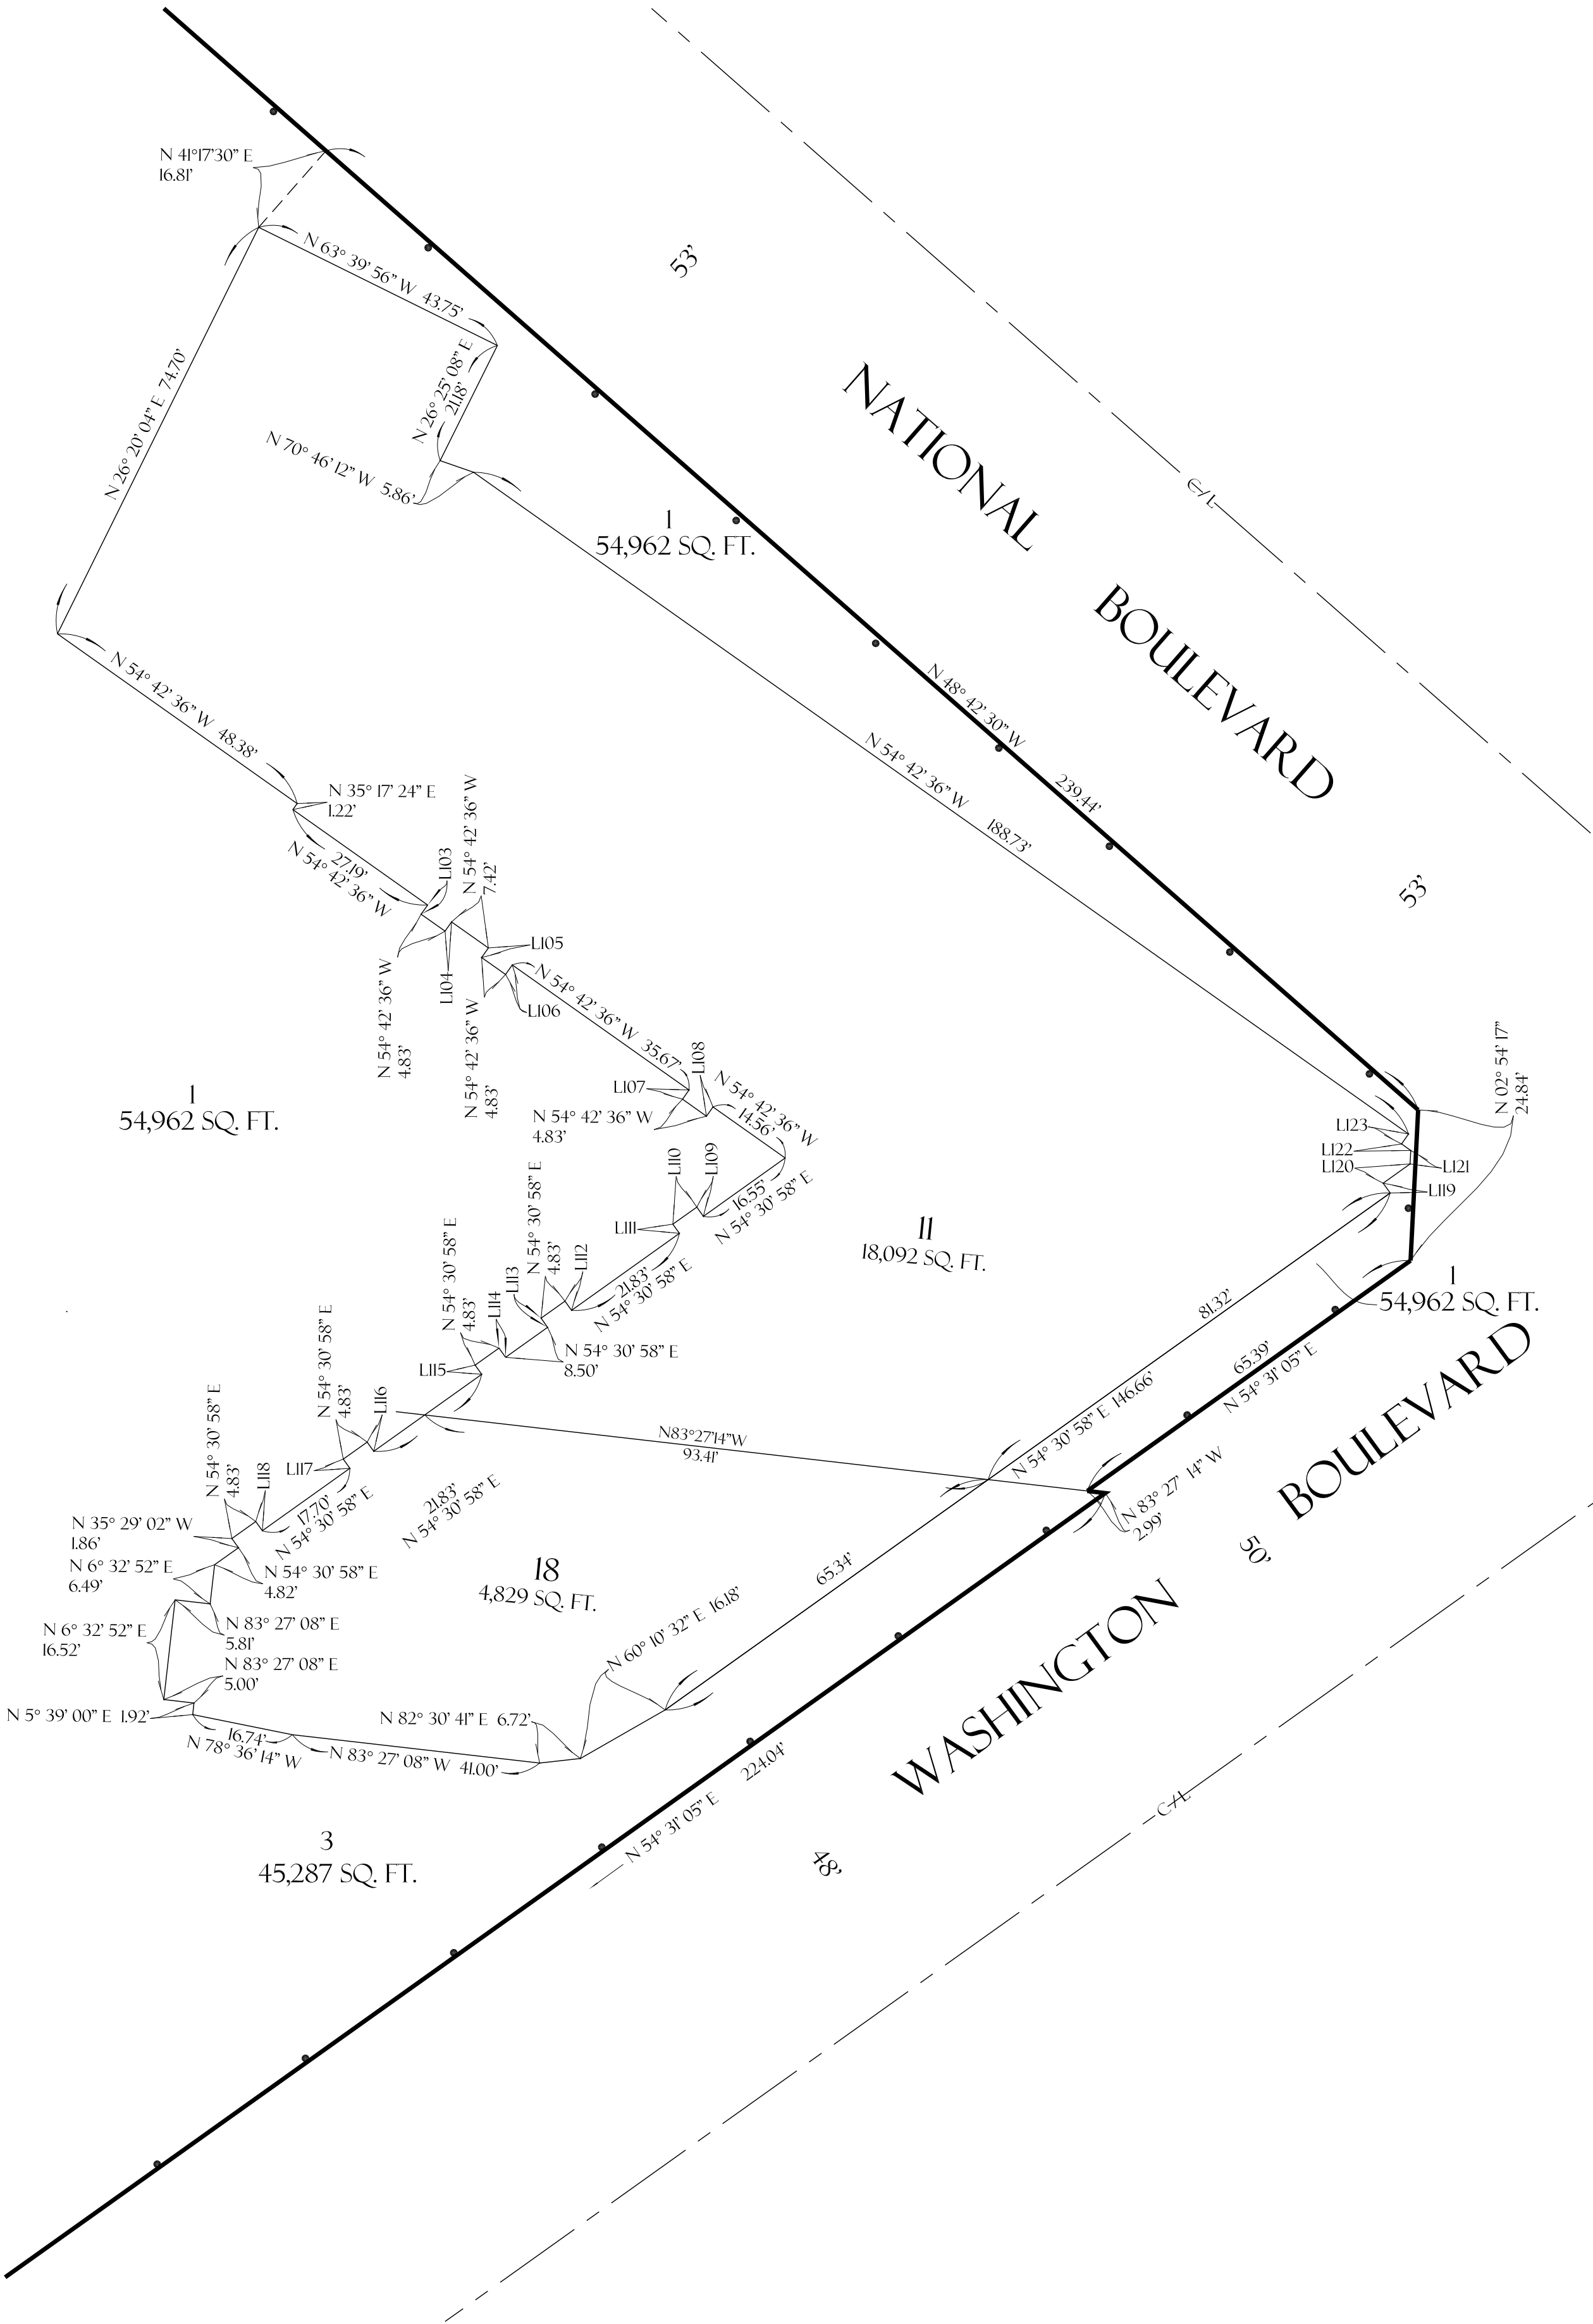 N 41°17'30" E
16.81'
N 63° 39' 56" W 43.75'
53'
N 26° 20' 04" E 74.70'
N 26° 25' 08" E
21.18'
N 70° 46' 12" W 5.86'
NATIONAL
C/L
1
54,962 SQ. FT.
BOULEVARD
N 48° 42' 30" W
239.44'
N 54° 42' 36" W
188.73'
N 54° 42' 36" W 48.38'
N 35° 17' 24" E
1.22'
27.19'
N 54° 42' 36" W
L103
N 54° 42' 36" W
7.42'
53'
L105
L104
N 54° 42' 36" W
4.83'
L106
N 54° 42' 36" W
4.83'
N 54° 42' 36" W 35.67'
L108
L107
N 54° 42' 36" W
14.56'
N 54° 42' 36" W
4.83'
N 02° 54' 17"
24.84'
1
54,962 SQ. FT.
L123
L122
L120
L121
L119
L110
L109
16.55'
N 54° 30' 58" E
N 54° 30' 58" E
4.83'
L111
L112
11
18,092 SQ. FT.
21.83'
N 54° 30' 58" E
N 54° 30' 58" E
4.83'
L113
L114
1
54,962 SQ. FT.
81.32'
N 54° 30' 58" E
8.50'
L115
65.39'
N 54° 31' 05" E
N 54° 30' 58" E
4.83'
L116
N 54° 30' 58" E 146.66'
BOULEVARD
N83°27'14"W
93.41'
N 54° 30' 58" E
4.83'
L118
L117
17.70'
N 54° 30' 58" E
21.83'
N 54° 30' 58" E
N 83° 27' 14" W
2.99'
50'
N 35° 29' 02" W
1.86'
N 6° 32' 52" E
6.49'
N 54° 30' 58" E
4.82'
18
4,829 SQ. FT.
65.34'
N 6° 32' 52" E
16.52'
N 83° 27' 08" E
5.81'
N 83° 27' 08" E
5.00'
N 60° 10' 32" E 16.18'
WASHINGTON
N 5° 39' 00" E 1.92'
N 82° 30' 41" E 6.72'
16.74'
N 78° 36' 14" W
N 83° 27' 08" W 41.00'
224.04'
N 54° 31' 05" E
C/L
3
45,287 SQ. FT.
48'